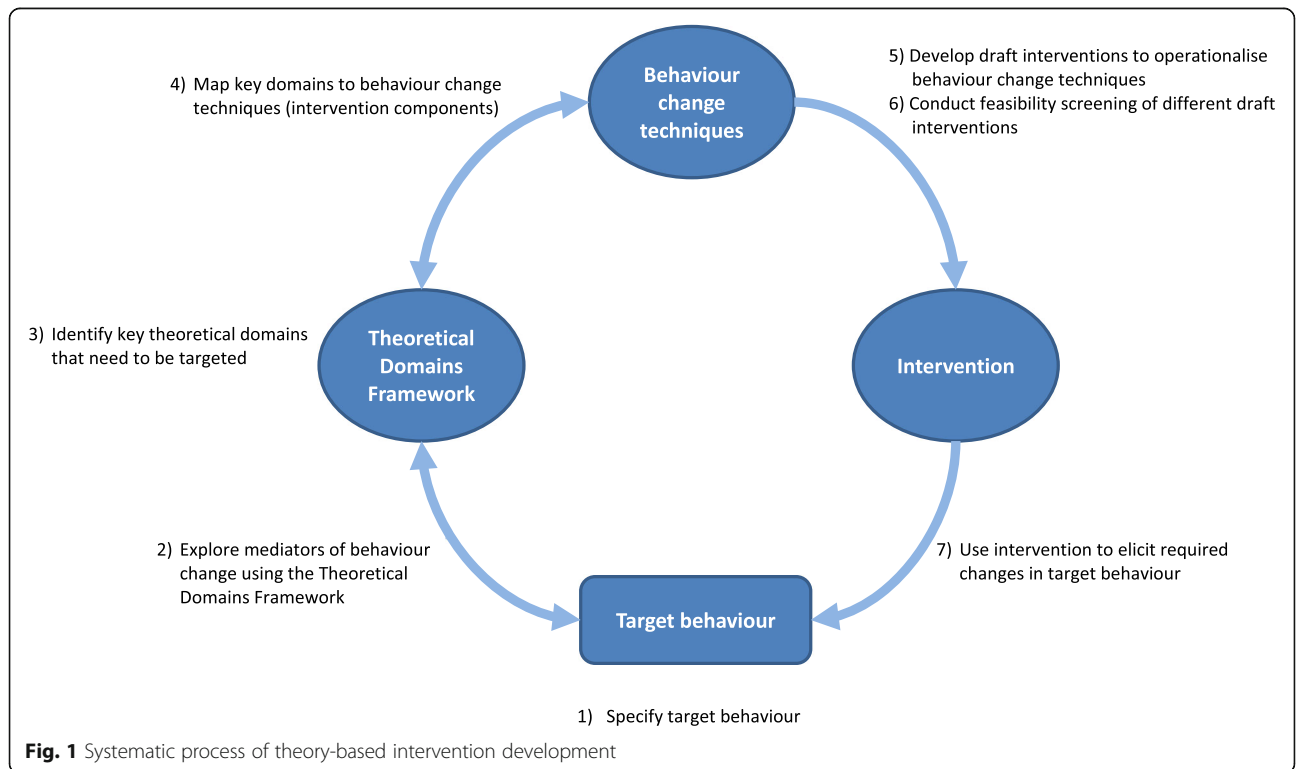 4) Map key domains to behaviour change
techniques (intervention components)
Behaviour
change
techniques
5) Develop draft interventions to operationalise
behaviour change techniques
6) Conduct feasibility screening of different draft
interventions
3) Identify key theoretical domains
that need to be targeted
Theoretical
Domains
Framework
Intervention
2) Explore mediators of behaviour
change using the Theoretical
Domains Framework
7) Use intervention to elicit required
changes in target behaviour
Target behaviour
1) Specify target behaviour
Fig. 1 Systematic process of theory-based intervention development